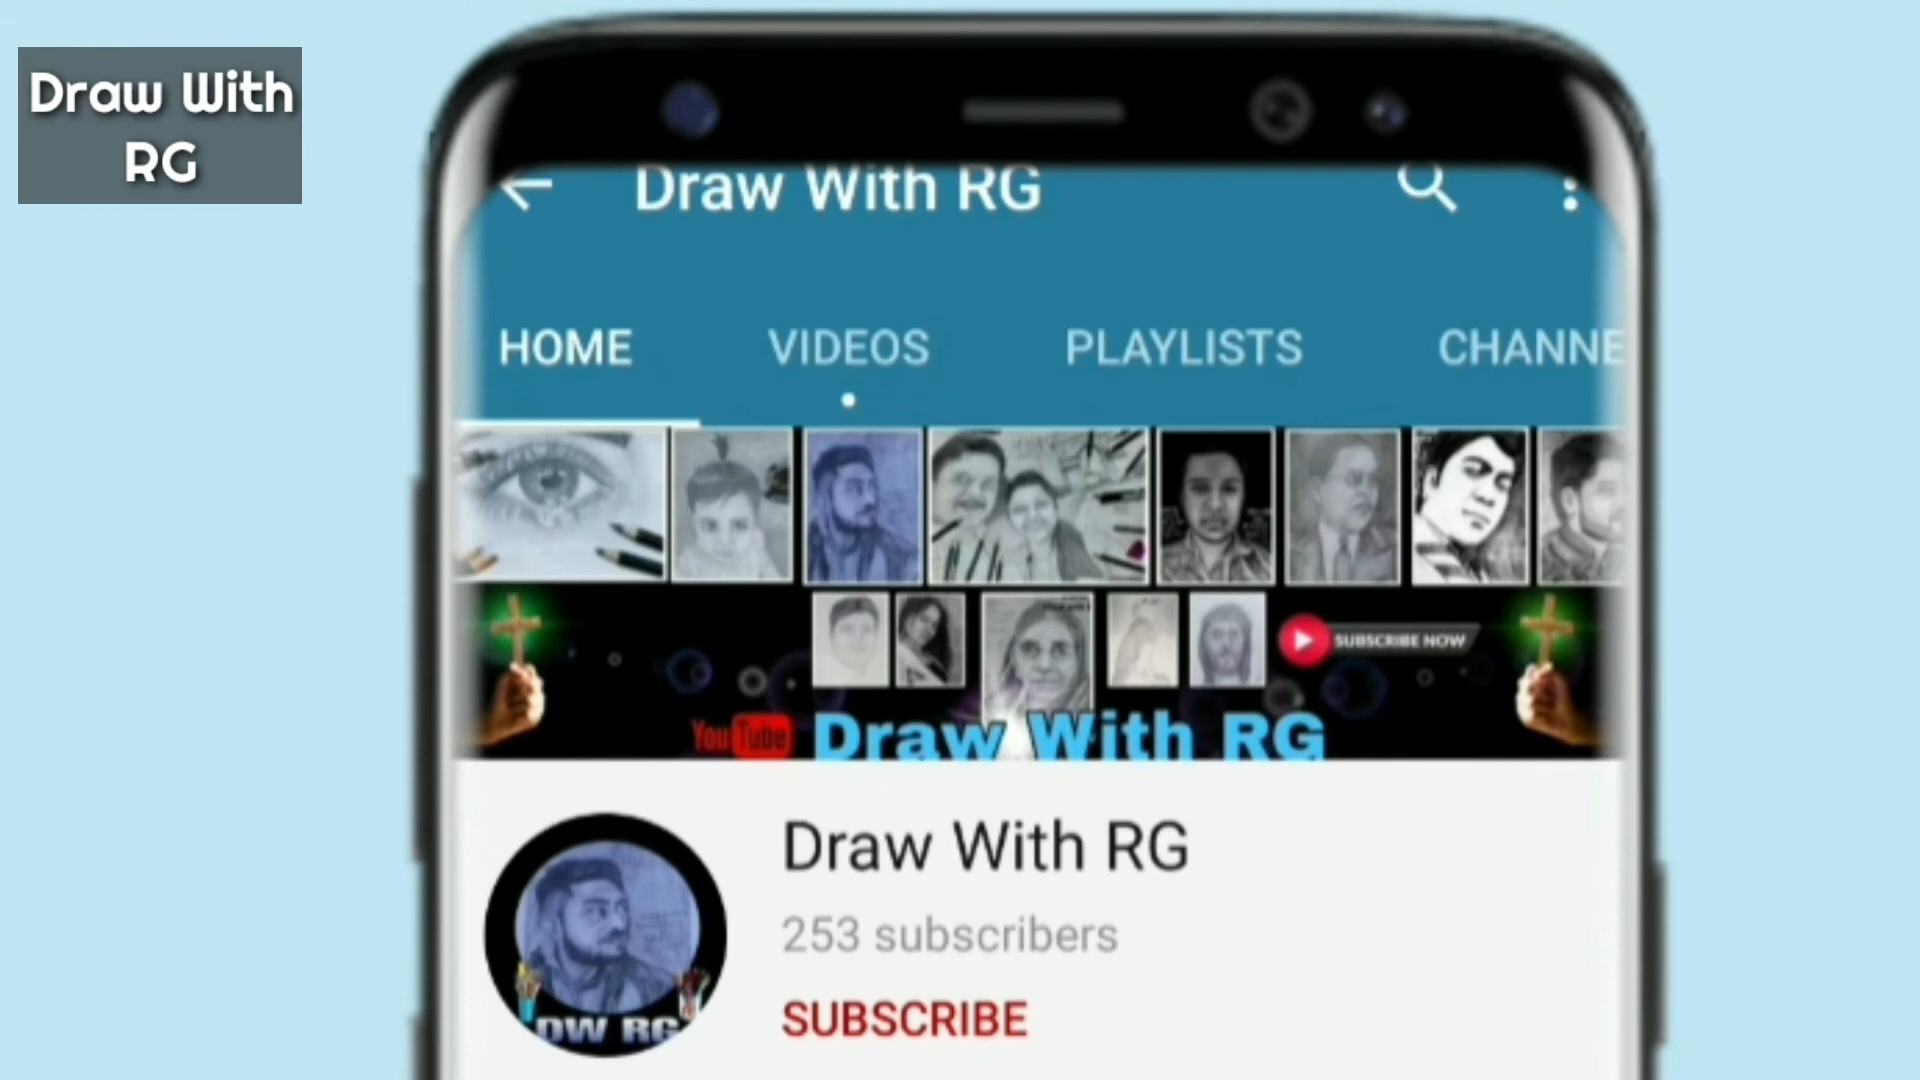 Draw With
RG
Draw With RG
HOME VIDEOS PLAYLISTS CHANNE
SUBSCRIBE NOW
YouTube Draw With RG
Draw With RG
253 subscribers
SUBSCRIBE
DW RG